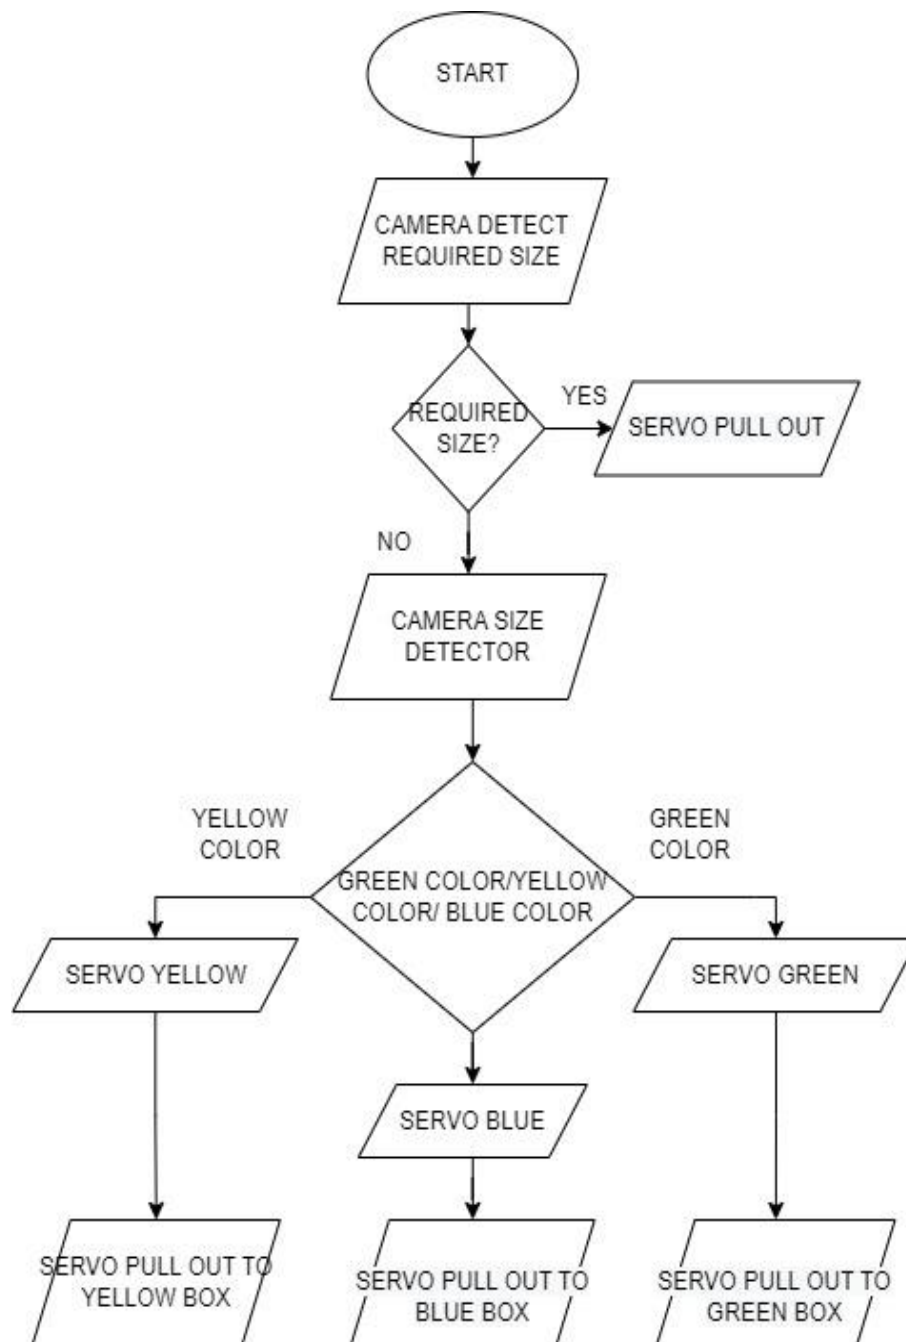 START
CAMERA DETECT
REQUIRED SIZE
REQUIRED
SIZE?
YES
SERVO PULL OUT
NO
CAMERA SIZE
DETECTOR
YELLOW
COLOR
GREEN
COLOR
GREEN COLOR/YELLOW
COLOR/ BLUE COLOR
SERVO YELLOW
SERVO GREEN
SERVO BLUE
SERVO PULL OUT TO
YELLOW BOX
SERVO PULL OUT TO
BLUE BOX
SERVO PULL OUT TO
GREEN BOX